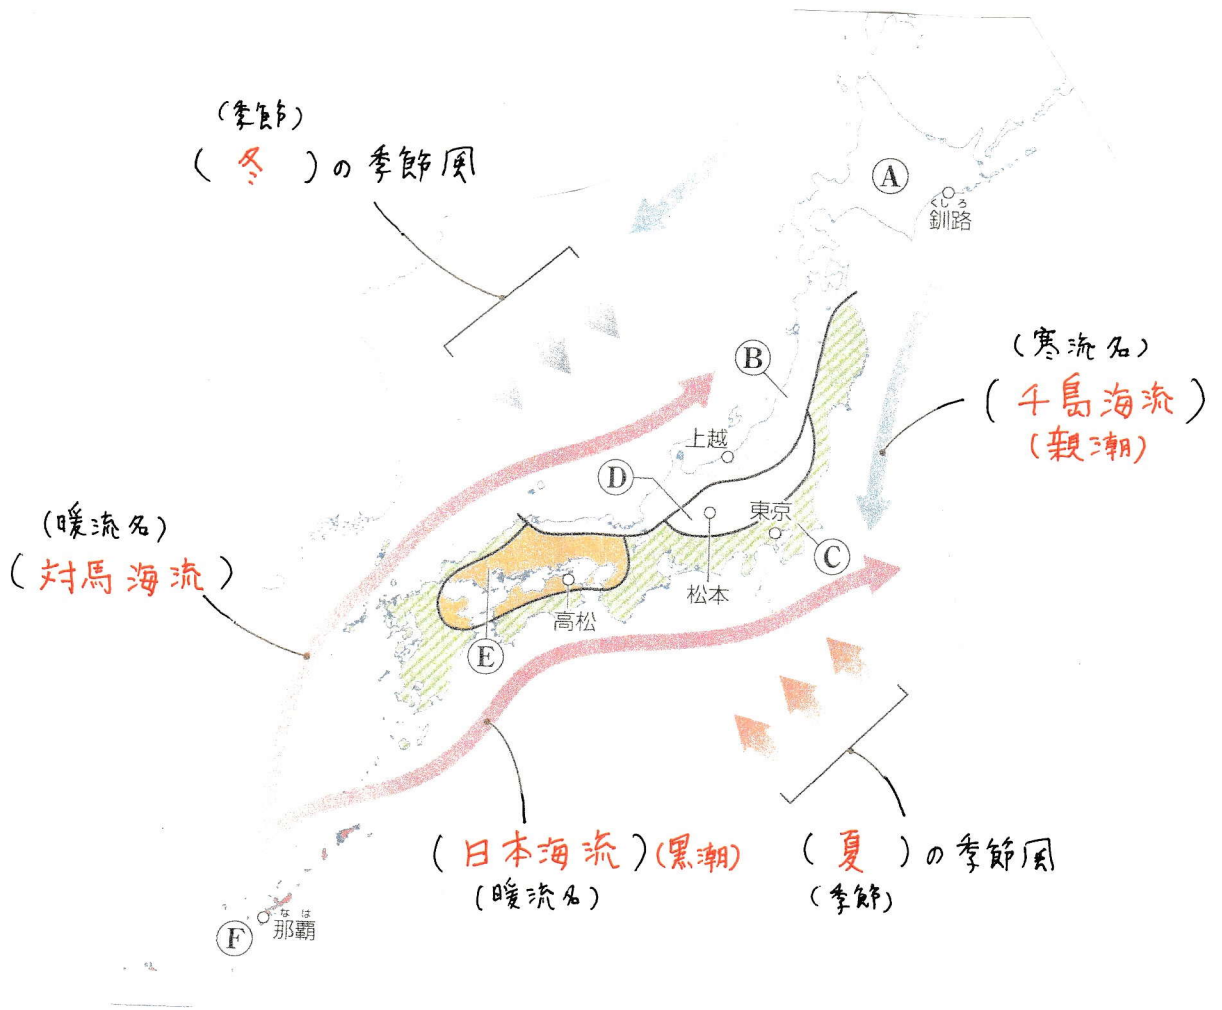 (季節)
(冬)の季節風
A
くしろ
釧路
(寒流名)
(千島海流)
(親潮)
B
上越
D
東京
C
松本
(暖流名)
(対馬海流)
高松
E
(日本海流)(黒潮)
(暖流名)
(夏)の季節風
(季節)
なは
那覇
F